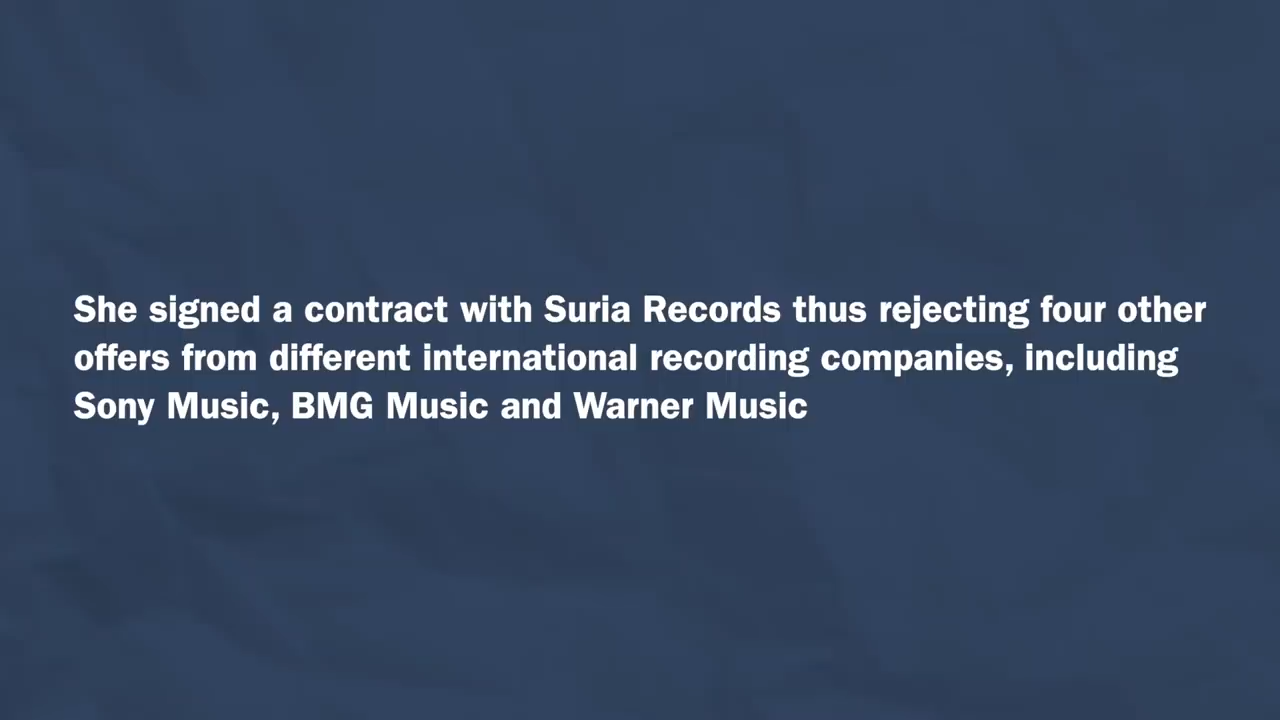 She signed a contract with Suria Records thus rejecting four other
offers from different international recording companies, including
Sony Music, BMG Music and Warner Music